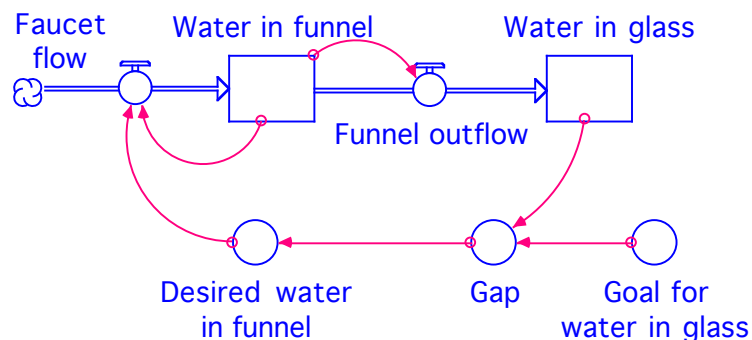 Faucet
flow
Water in funnel
Water in glass
Funnel outflow
Desired water
in funnel
Gap
Goal for
water in glass